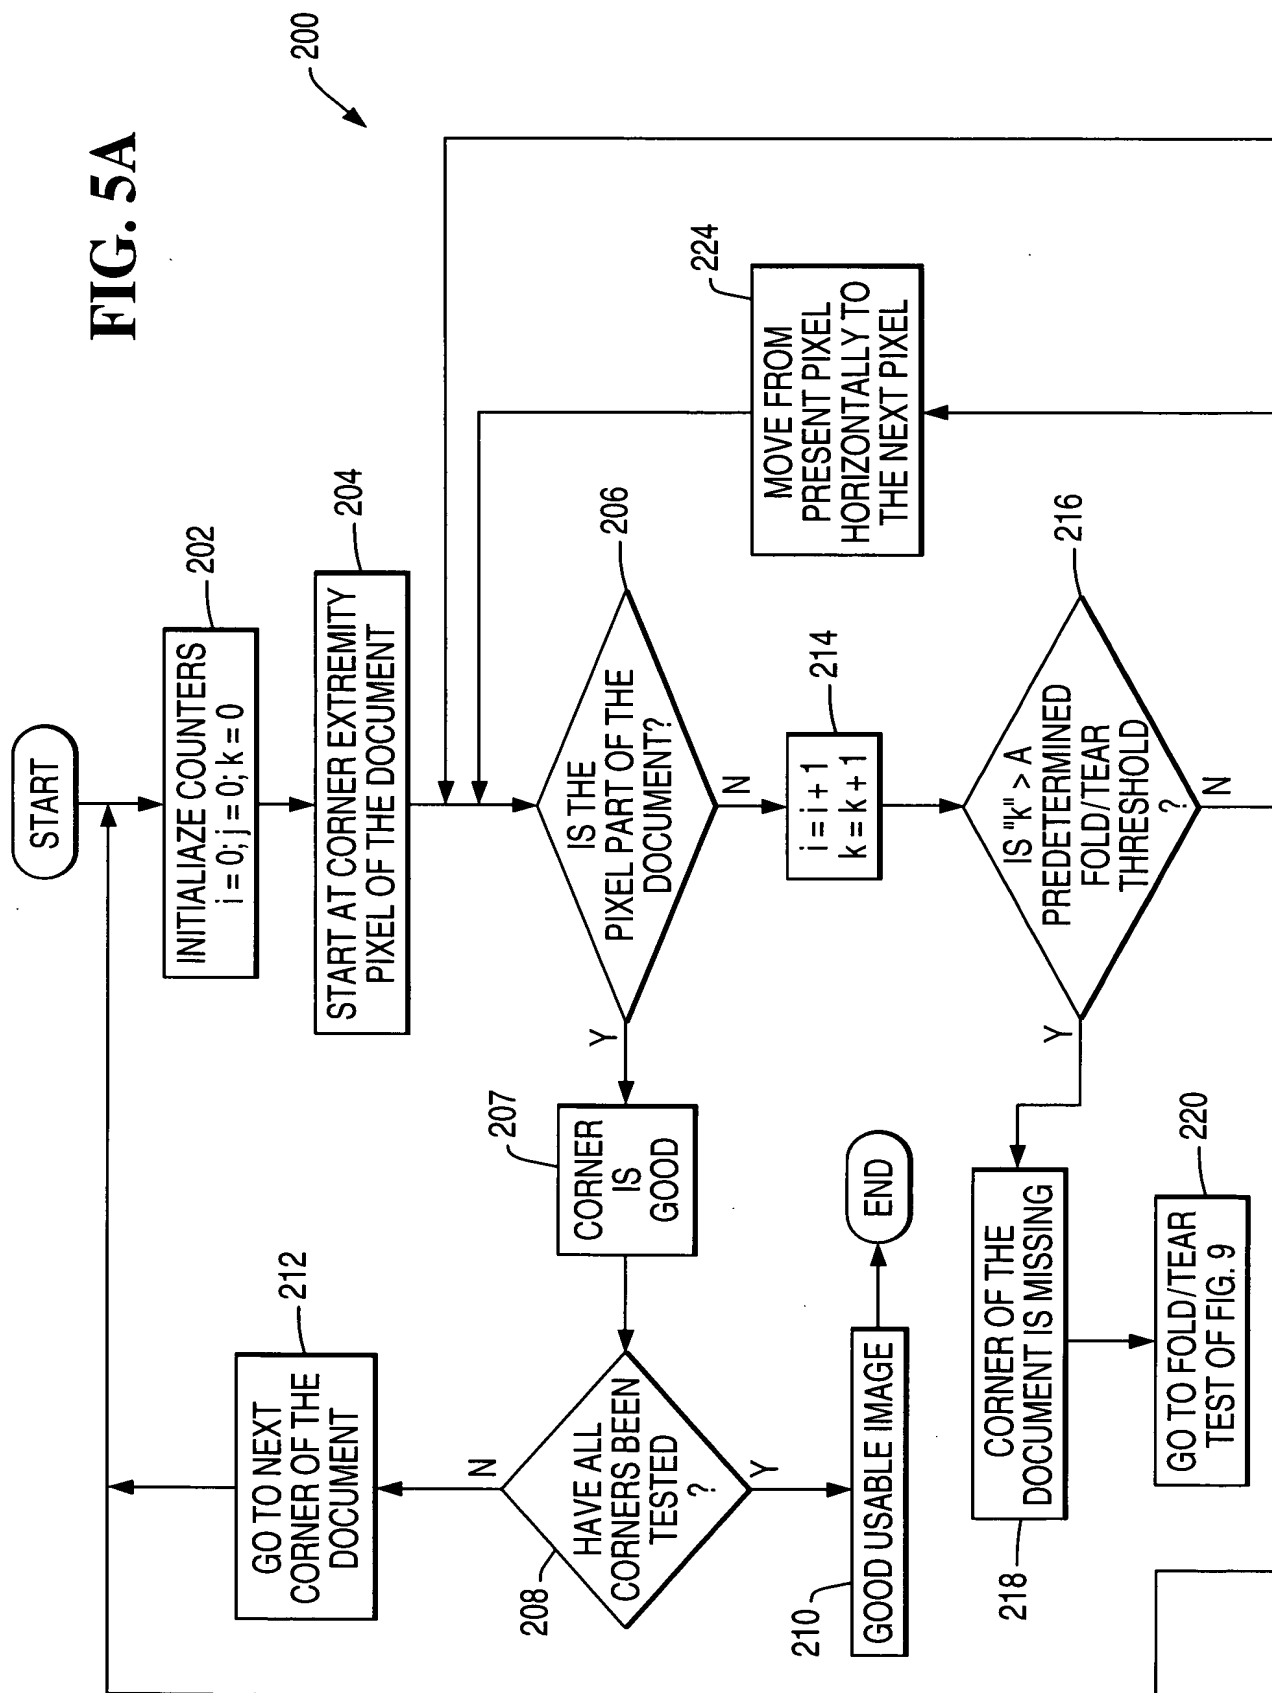 FIG. 5A
200
START
INITIALIAZE COUNTERS
i = 0; j = 0; k = 0
202
START AT CORNER EXTREMITY
PIXEL OF THE DOCUMENT
204
IS THE
PIXEL PART OF THE
DOCUMENT?
206
Y
N
CORNER
IS
GOOD
207
HAVE ALL
CORNERS BEEN
TESTED
?
208
N
Y
GO TO NEXT
CORNER OF THE
DOCUMENT
212
GOOD USABLE IMAGE
210
END
i = i + 1
k = k + 1
214
IS "k" > A
PREDETERMINED
FOLD/TEAR
THRESHOLD
?
216
Y
N
CORNER OF THE
DOCUMENT IS MISSING
218
GO TO FOLD/TEAR
TEST OF FIG. 9
220
MOVE FROM
PRESENT PIXEL
HORIZONTALLY TO
THE NEXT PIXEL
224